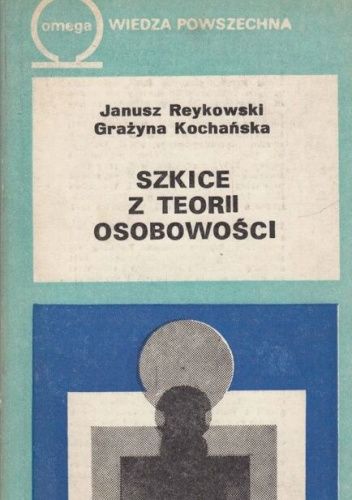 omega WIEDZA POWSZECHNA
Janusz Reykowski
Grażyna Kochańska
SZKICE
Z TEORII
OSOBOWOŚCI